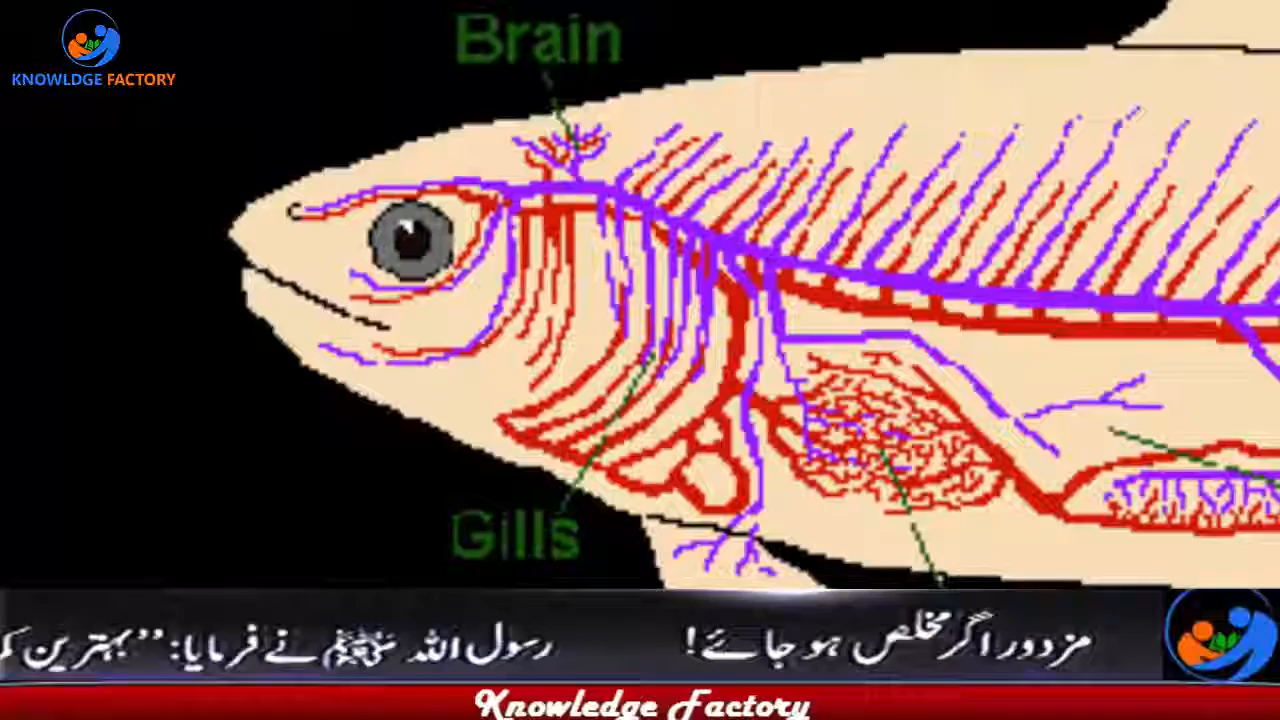 Brain
KNOWLDGE FACTORY
Gills
مزدور اگر مخلص ہو جائے! رسول اللہ ﷺ نے فرمایا: ”بہترین
Knowledge Factory